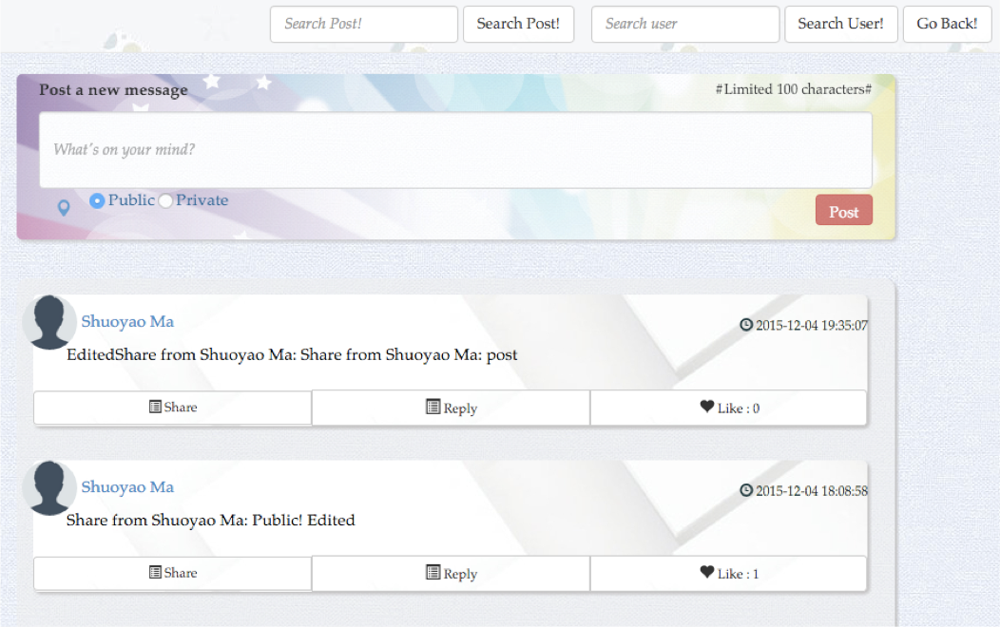 Search Post! Search Post! Search user Search User! Go Back!
Post a new message #Limited 100 characters#
What's on your mind?
Public Private
Post
Shuoyao Ma 2015-12-04 19:35:07
EditedShare from Shuoyao Ma: Share from Shuoyao Ma: post
Share Reply Like : 0
Shuoyao Ma 2015-12-04 18:08:58
Share from Shuoyao Ma: Public! Edited
Share Reply Like : 1